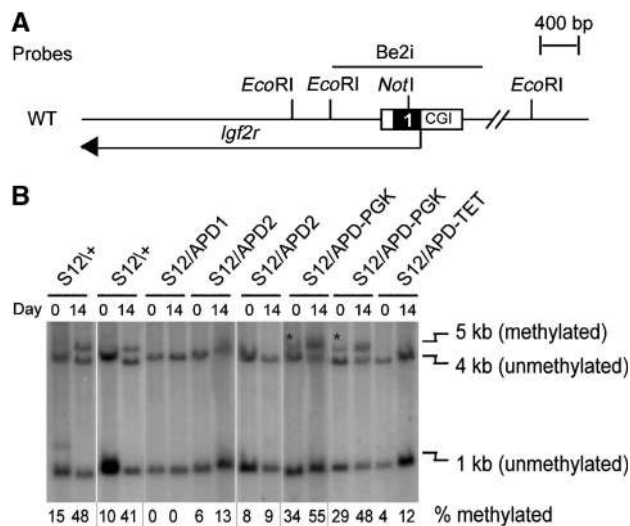 A
400 bp
Probes
Be2i
EcoRI EcoRI NotI EcoRI
WT
1 CGI
Igf2r
B
S12\+ S12\+ S12/APD1 S12/APD2 S12/APD2 S12/APD-PGK S12/APD-PGK S12/APD-TET
Day 0 14 0 14 0 14 0 14 0 14 0 14 0 14 0 14
* *
5 kb (methylated)
4 kb (unmethylated)
1 kb (unmethylated)
15 48 10 41 0 0 6 13 8 9 34 55 29 48 4 12 % methylated